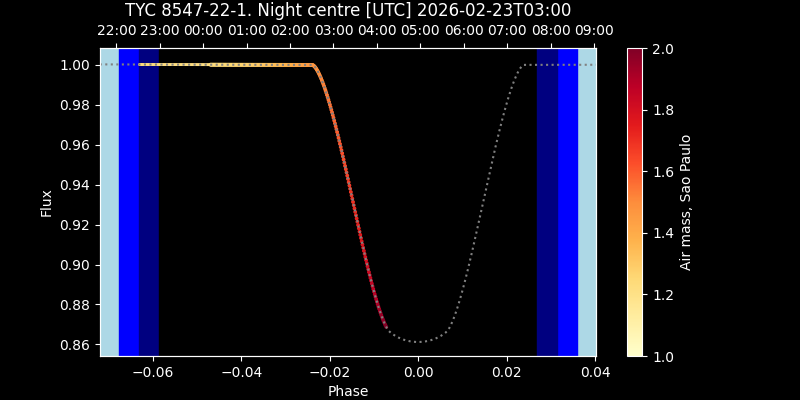 TYC 8547-22-1. Night centre [UTC] 2026-02-23T03:00
22:00 23:00 00:00 01:00 02:00 03:00 04:00 05:00 06:00 07:00 08:00 09:00
1.00
0.98
0.96
0.94
0.92
0.90
0.88
0.86
Flux
−0.06 −0.04 −0.02 0.00 0.02 0.04
Phase
2.0
1.8
1.6
1.4
1.2
1.0
Air mass, Sao Paulo